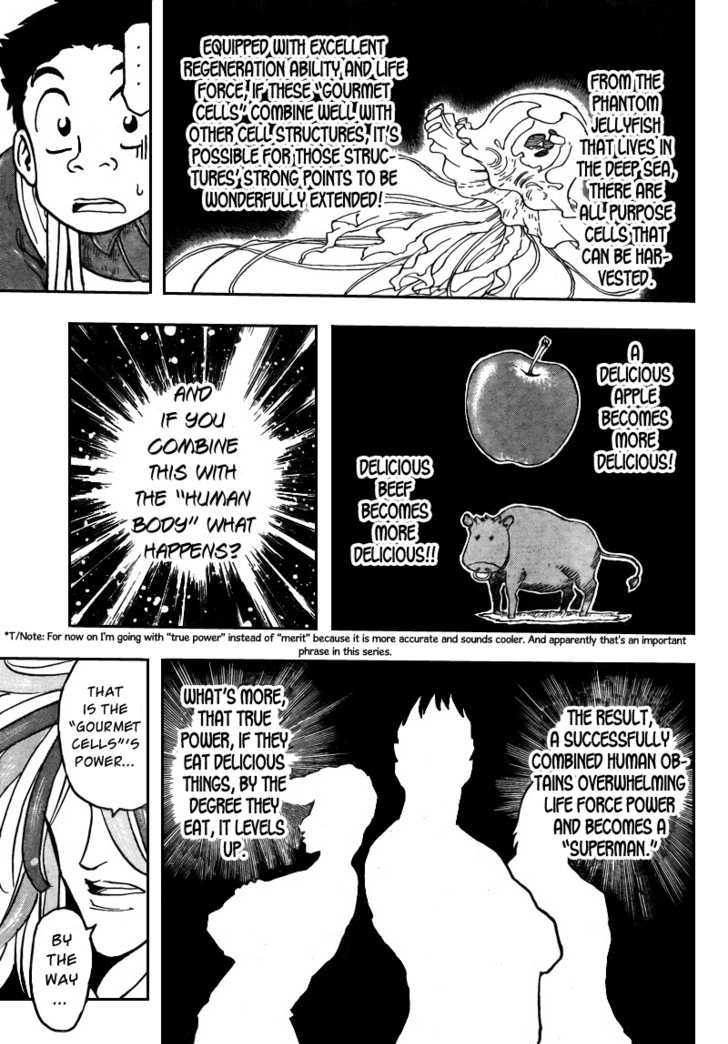 FROM THE
PHANTOM
JELLYFISH
THAT LIVES IN
THE DEEP SEA,
THERE ARE
ALL PURPOSE
CELLS THAT
CAN BE HAR-
VESTED.
EQUIPPED WITH EXCELLENT
REGENERATION ABILITY AND LIFE
FORCE, IF THESE "GOURMET
CELLS" COMBINE WELL WITH
OTHER CELL STRUCTURES, IT'S
POSSIBLE FOR THOSE STRUC-
TURES' STRONG POINTS TO BE
WONDERFULLY EXTENDED!
...
A
DELICIOUS
APPLE
BECOMES
MORE
DELICIOUS!
DELICIOUS
BEEF
BECOMES
MORE
DELICIOUS!!
AND
IF YOU
COMBINE
THIS WITH
THE "HUMAN
BODY" WHAT
HAPPENS?
*T/Note: For now on I'm going with "true power" instead of "merit" because it is more accurate and sounds cooler. And apparently that's an important
phrase in this series.
THE RESULT,
A SUCCESSFULLY
COMBINED HUMAN OB-
TAINS OVERWHELMING
LIFE FORCE POWER
AND BECOMES A
"SUPERMAN."
WHAT'S MORE,
THAT TRUE
POWER, IF THEY
EAT DELICIOUS
THINGS, BY THE
DEGREE THEY
EAT, IT LEVELS
UP.
THAT
IS THE
"GOURMET
CELLS"'S
POWER...
BY
THE
WAY
...